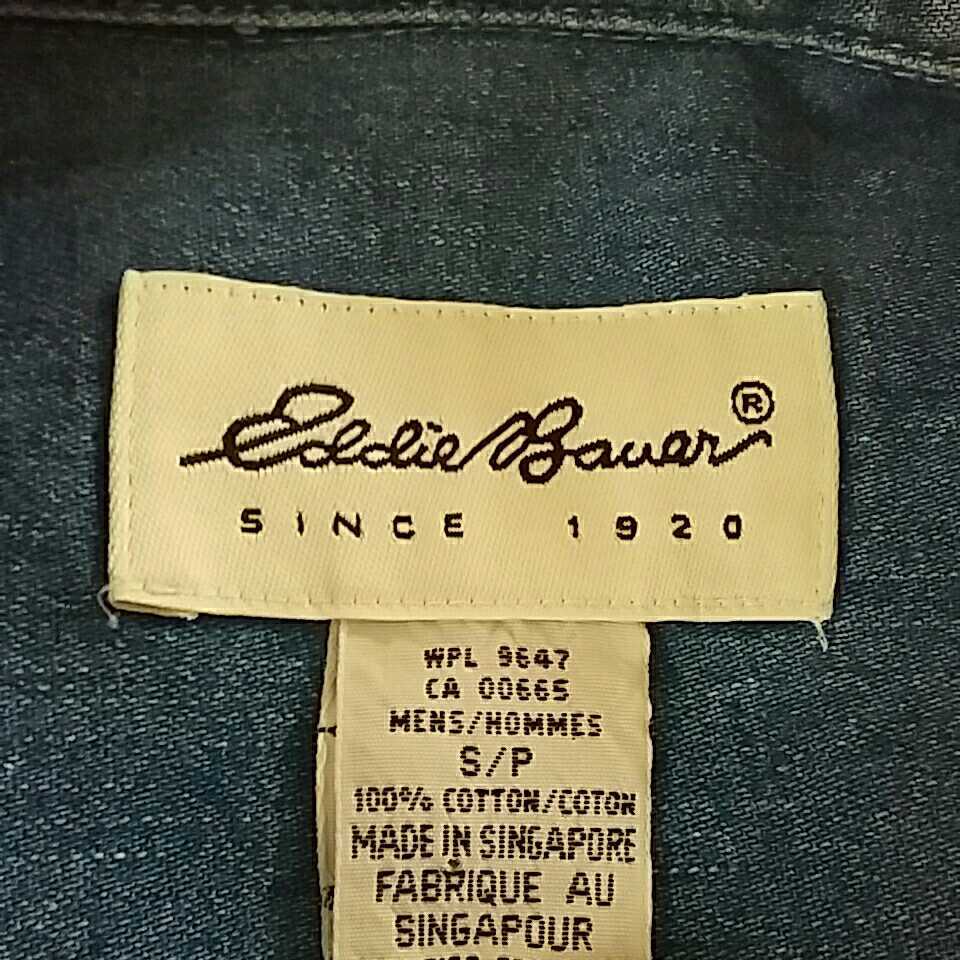 Eddie Bauer®
SINCE 1920
WPL 9647
CA 00665
MENS/HOMMES
S/P
100% COTTON/COTON
MADE IN SINGAPORE
FABRIQUE AU
SINGAPOUR